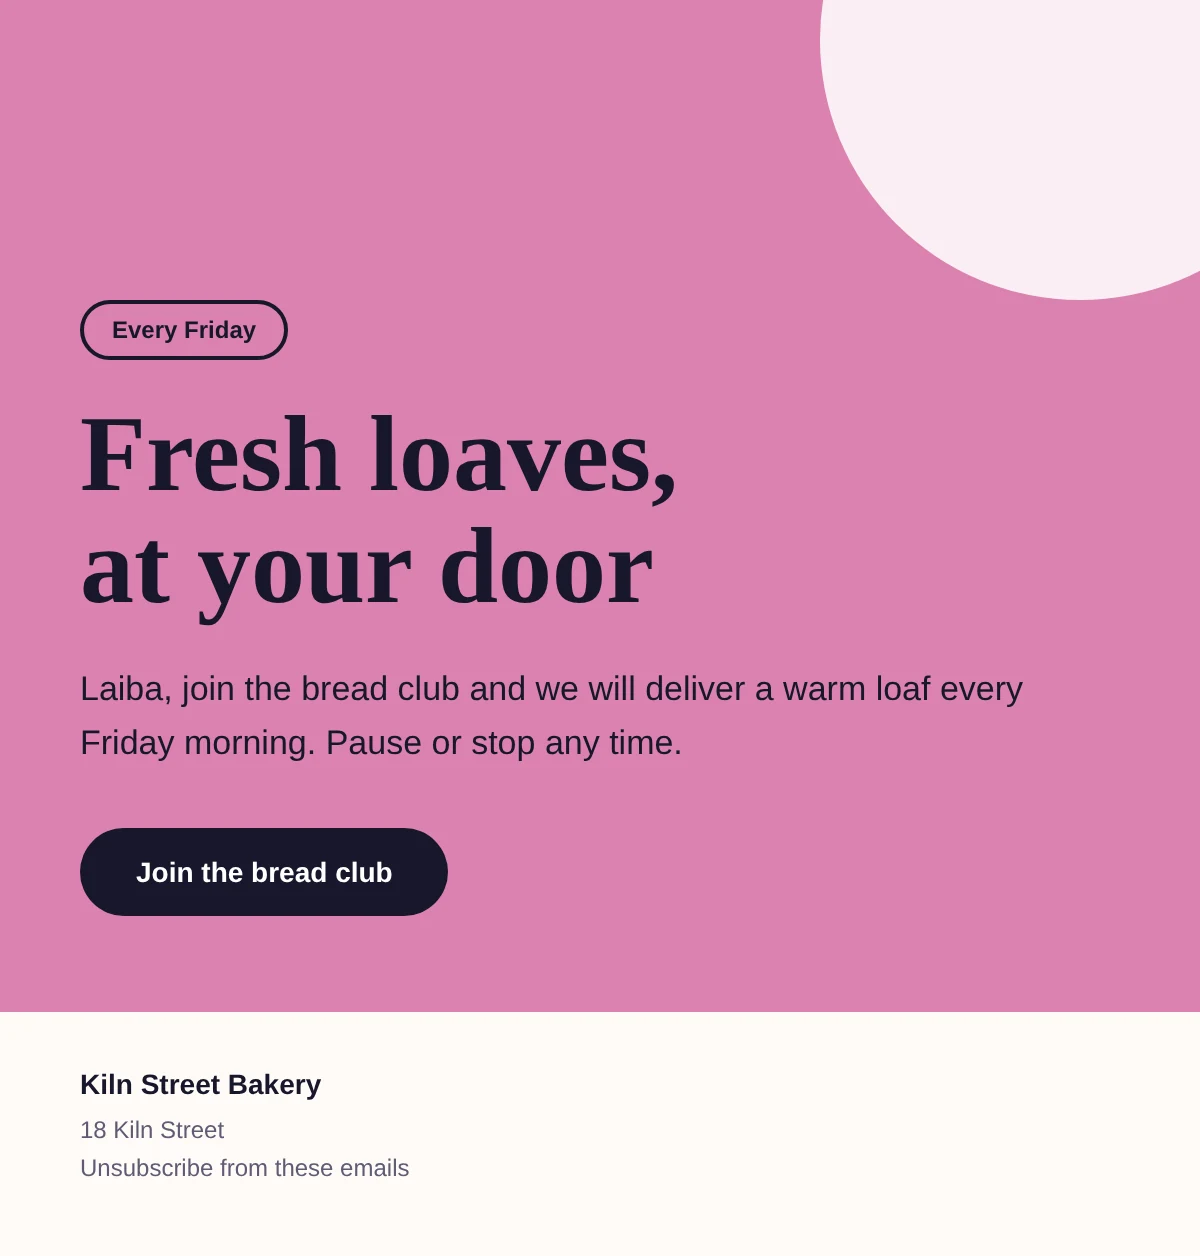 Every Friday
Fresh loaves,
at your door
Laiba, join the bread club and we will deliver a warm loaf every
Friday morning. Pause or stop any time.
Join the bread club
Kiln Street Bakery
18 Kiln Street
Unsubscribe from these emails